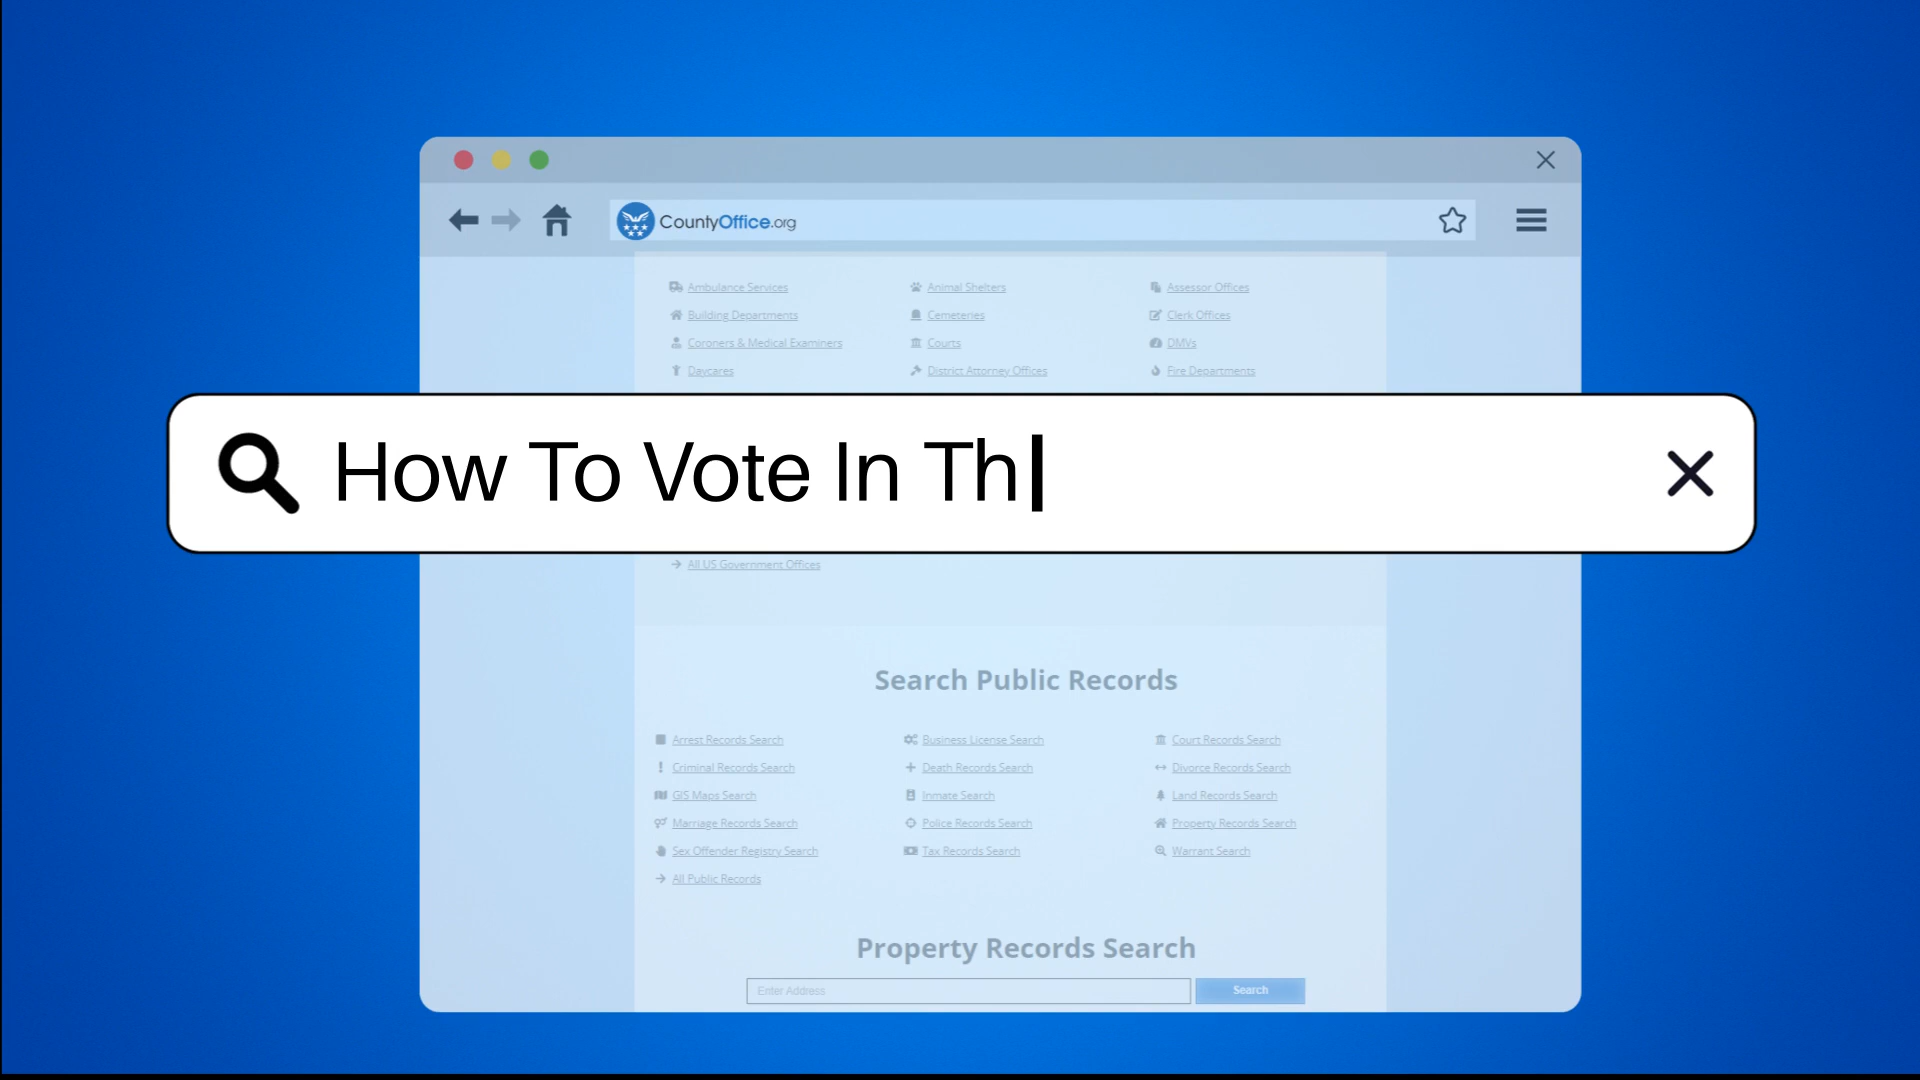 CountyOffice.org
Ambulance Services Animal Shelters Assessor Offices
Building Departments Cemeteries Clerk Offices
Coroners & Medical Examiners Courts DMVs
Daycares District Attorney Offices Fire Departments
How To Vote In Th
All US Government Offices
Search Public Records
Arrest Records Search Business License Search Court Records Search
Criminal Records Search Death Records Search Divorce Records Search
GIS Maps Search Inmate Search Land Records Search
Marriage Records Search Police Records Search Property Records Search
Sex Offender Registry Search Tax Records Search Warrant Search
All Public Records
Property Records Search
Enter Address Search